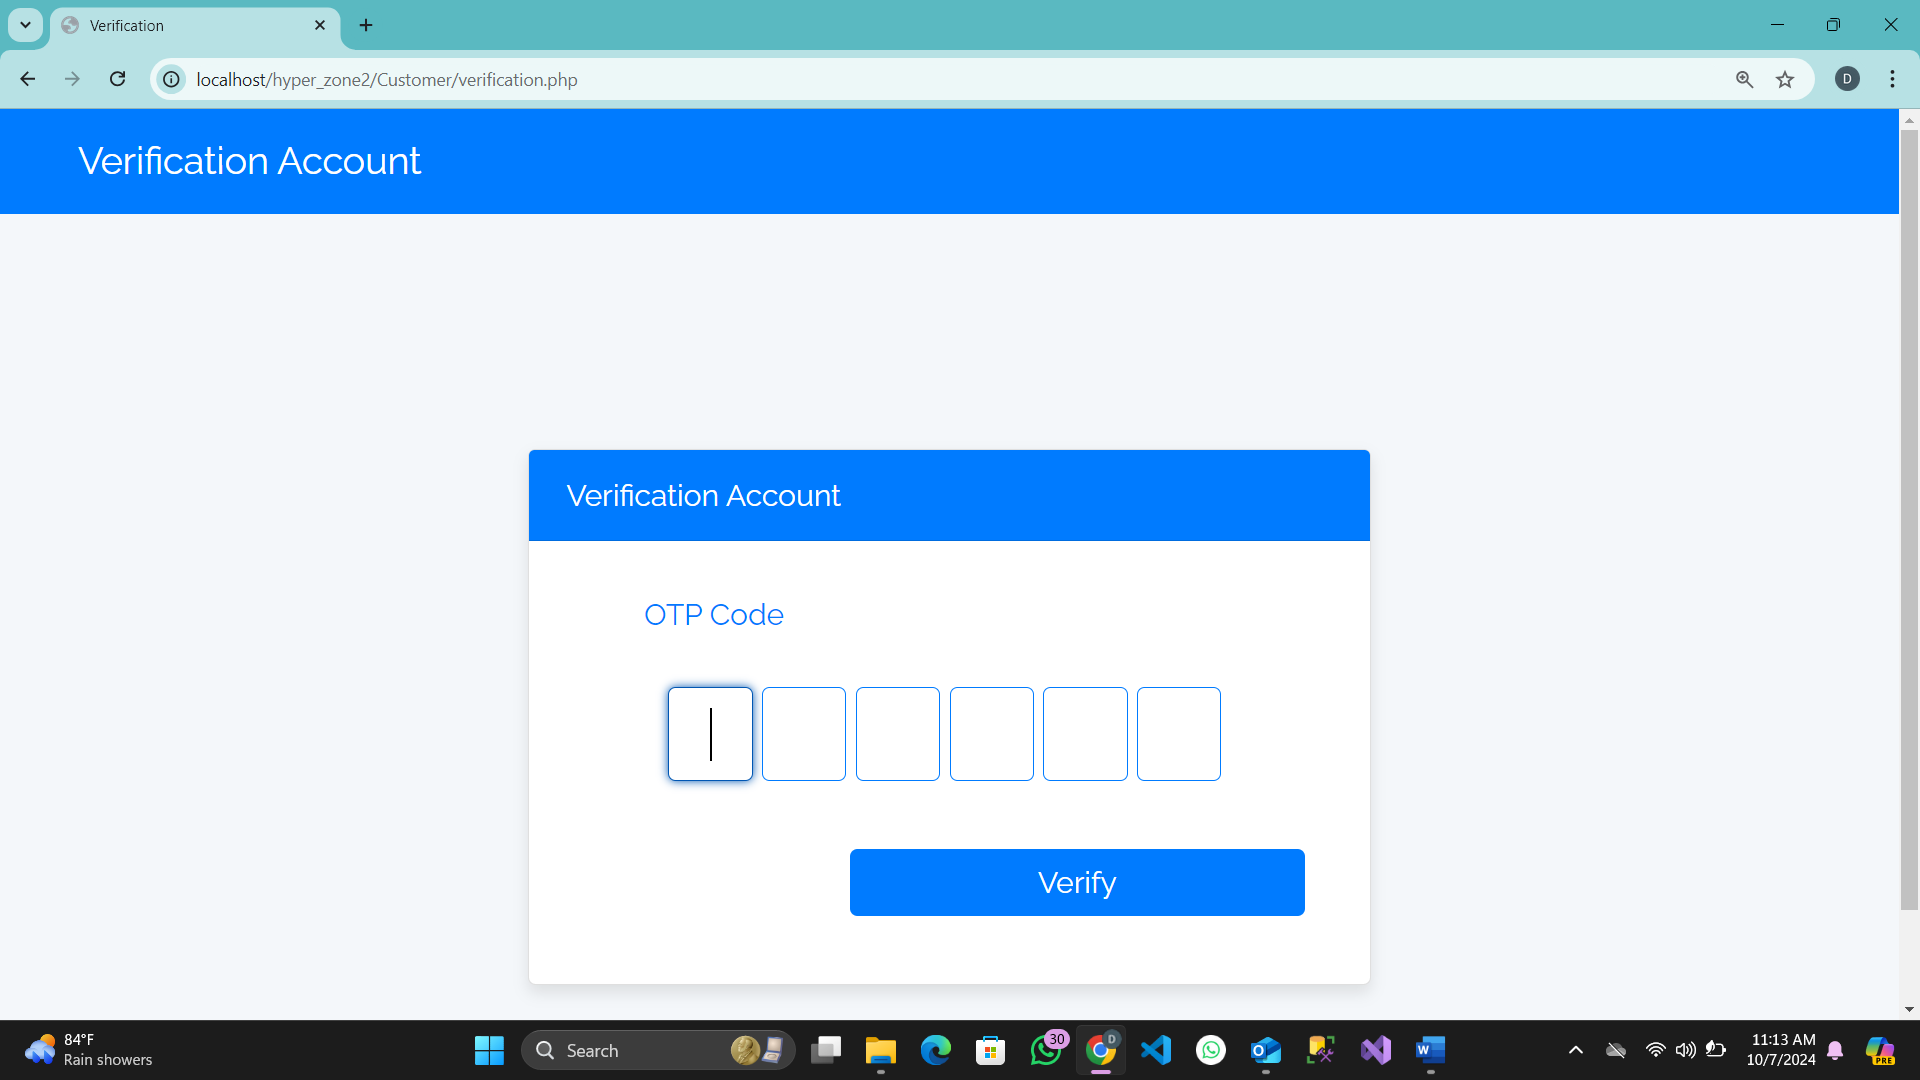 Verification
localhost/hyper_zone2/Customer/verification.php
D
Verification Account
Verification Account
OTP Code
Verify
84°F
Rain showers
Search
30
D
11:13 AM
10/7/2024
PRE